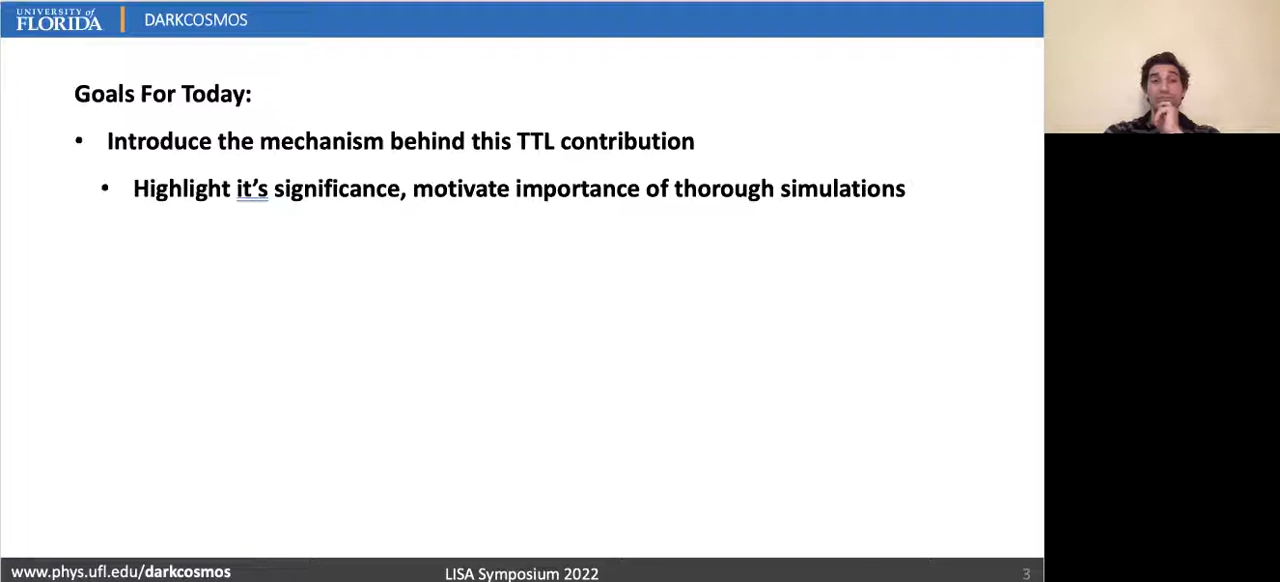 UNIVERSITY of
FLORIDA
DARKCOSMOS
Goals For Today:
• Introduce the mechanism behind this TTL contribution
• Highlight it’s significance, motivate importance of thorough simulations
www.phys.ufl.edu/darkcosmos
LISA Symposium 2022
3